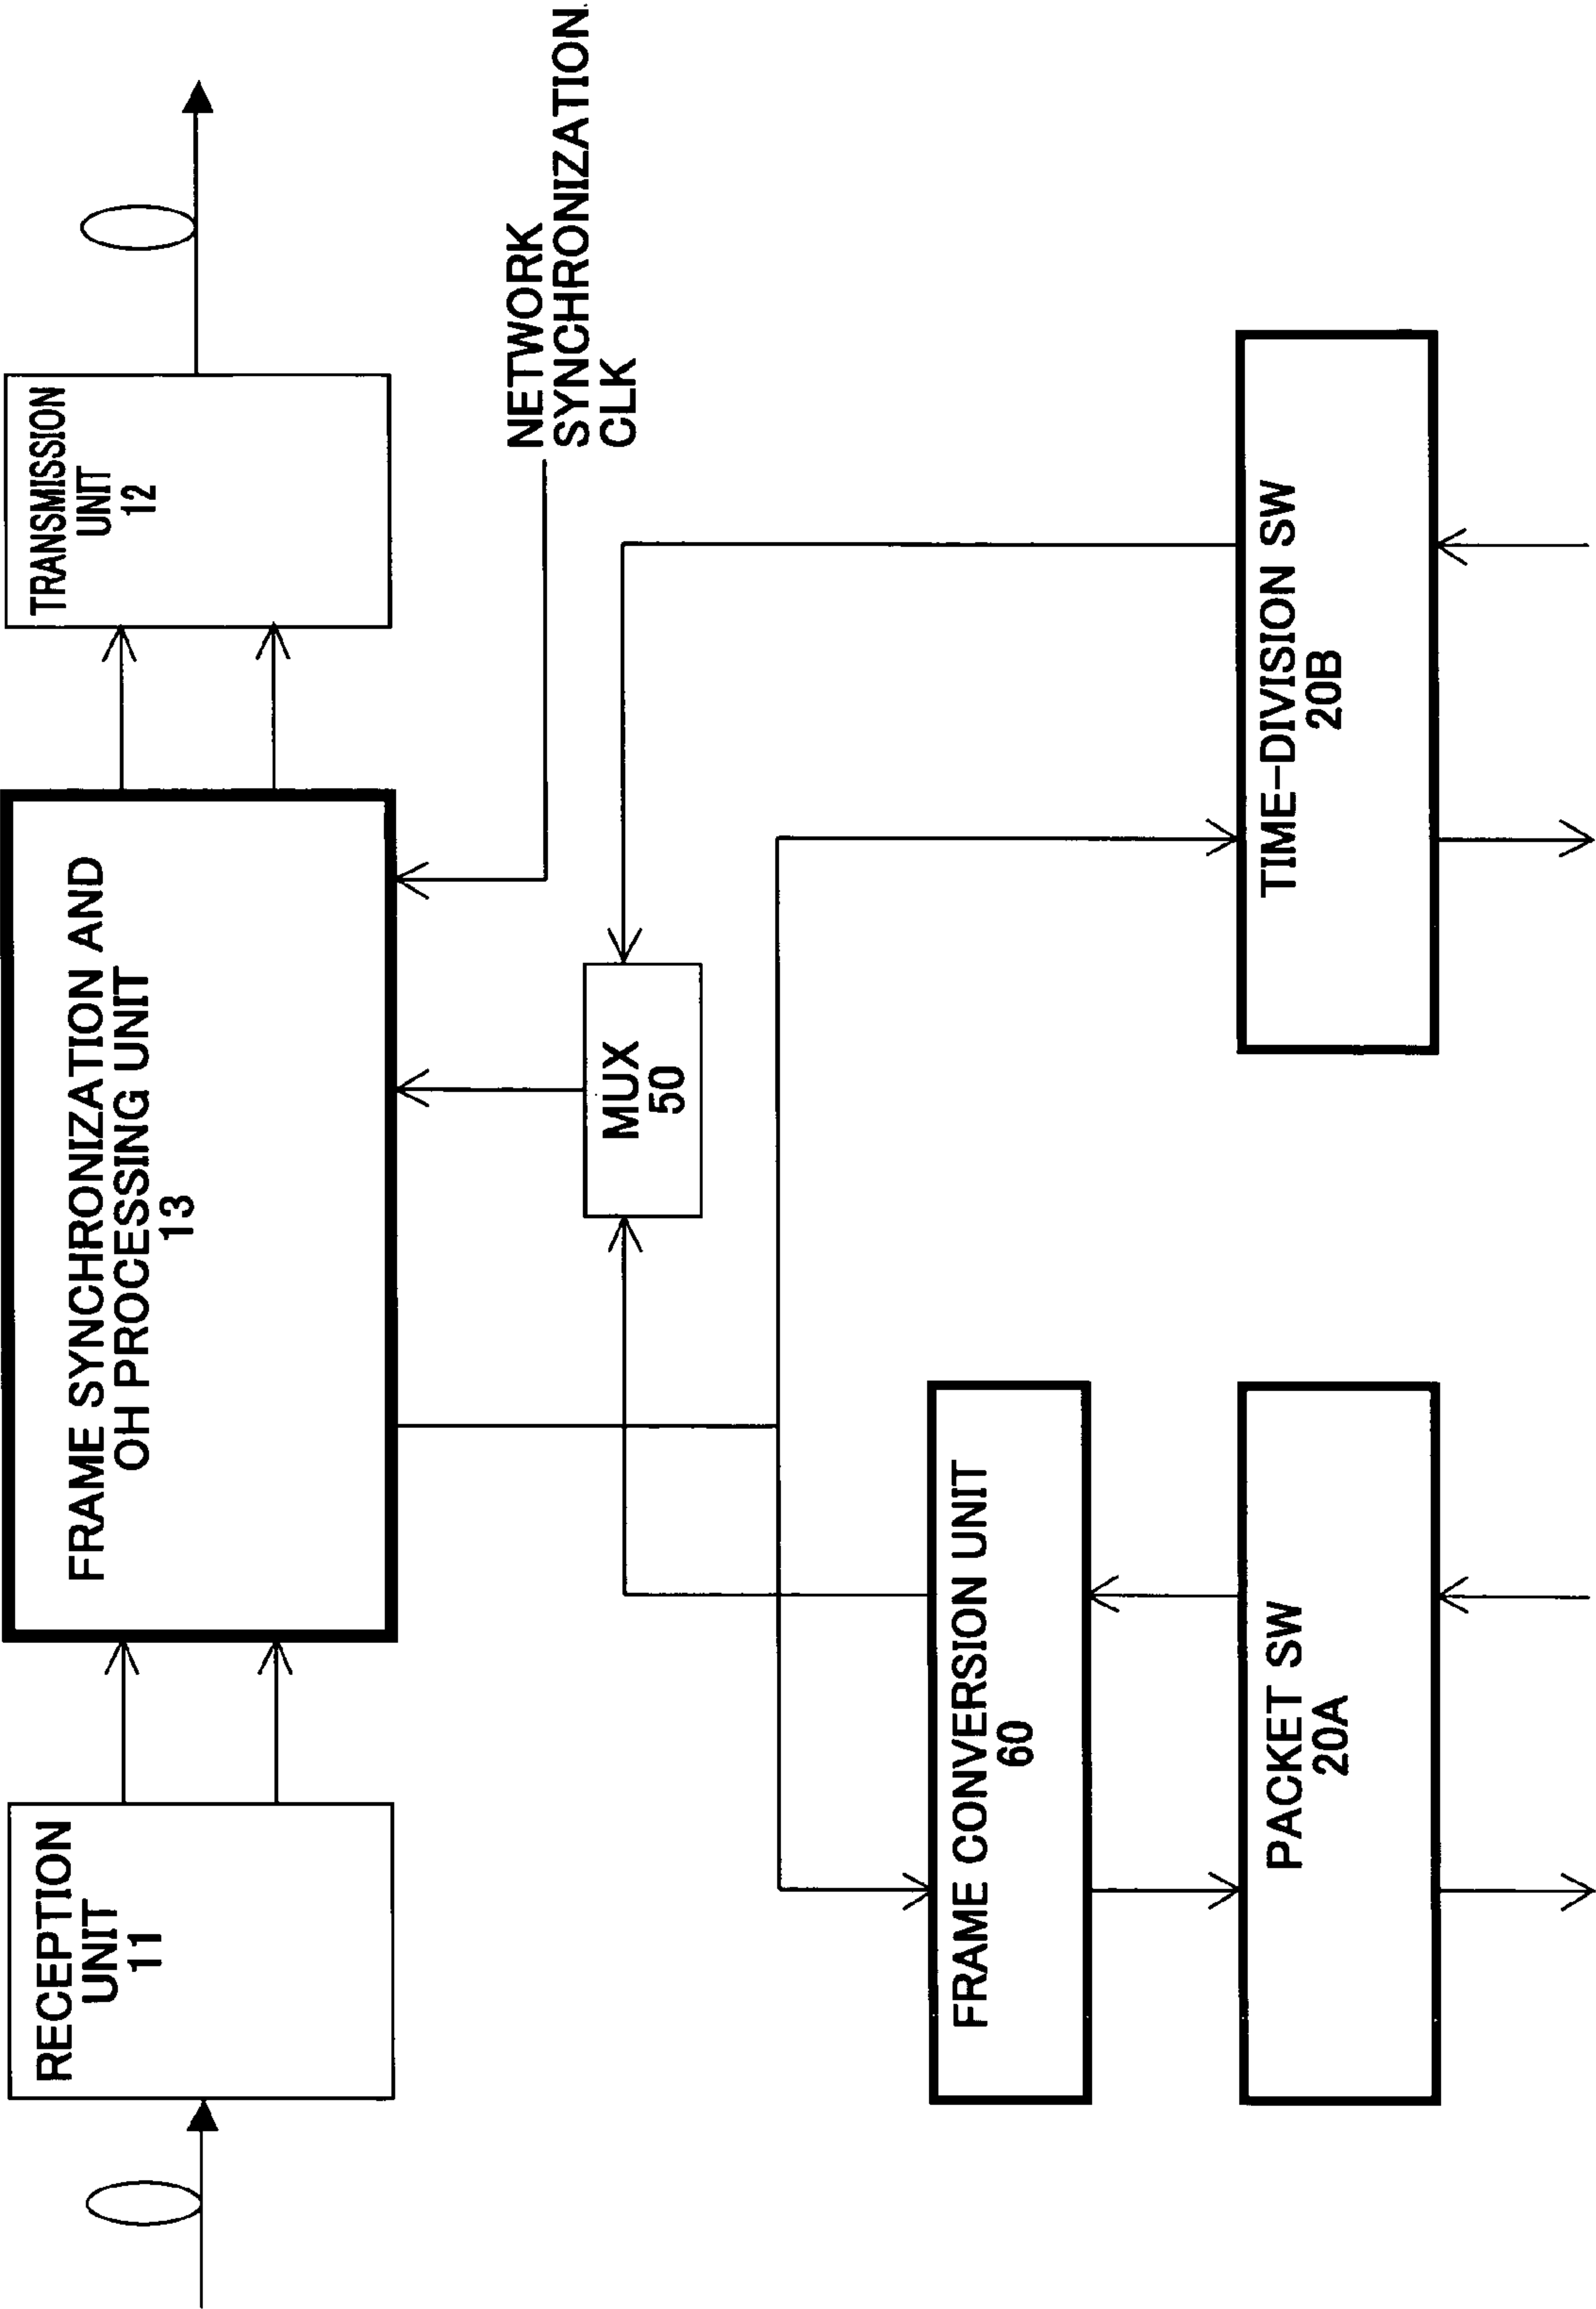 RECEPTION
UNIT
11
FRAME SYNCHRONIZATION AND
OH PROCESSING UNIT
13
TRANSMISSION
UNIT
12
NETWORK
SYNCHRONIZATION
CLK
MUX
50
FRAME CONVERSION UNIT
60
PACKET SW
20A
TIME-DIVISION SW
20B